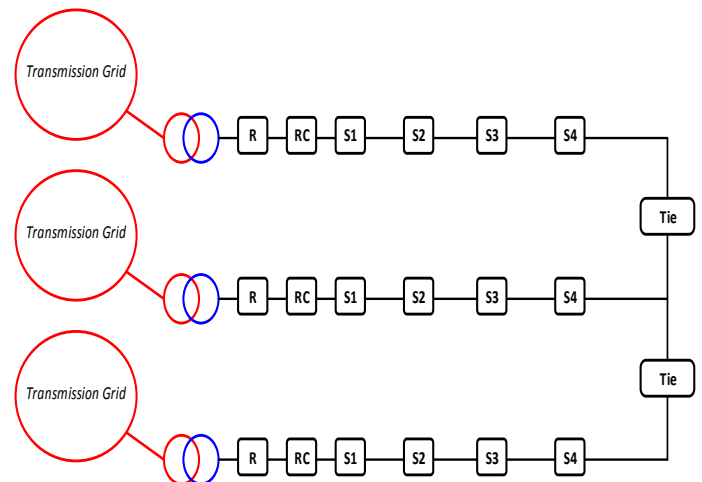 Transmission Grid
R RC S1 S2 S3 S4
Tie
Transmission Grid
R RC S1 S2 S3 S4
Tie
Transmission Grid
R RC S1 S2 S3 S4